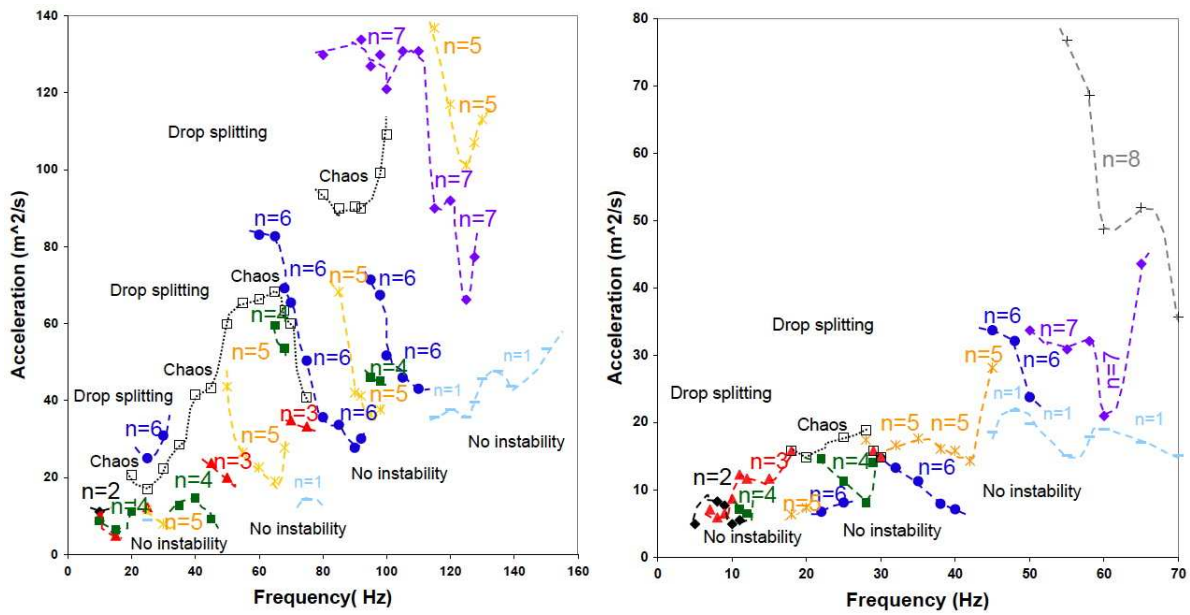 Acceleration (m^2/s)
140
120
100
80
60
40
20
0
n=7
n=5
n=5
Drop splitting
Chaos
n=7
n=7
n=6
n=6
n=5
n=6
Chaos
Drop splitting
n=4
n=5
n=6
n=6
n=4
n=1
Chaos
Drop splitting
n=6
n=3
n=6
n=5
n=3
No instability
Chaos
No instability
n=2
n=4
n=1
n=5
No instability
No instability
0
20
40
60
80
100
120
140
160
Frequency( Hz)
Acceleration (m^2/s)
80
70
60
50
40
30
20
10
0
n=8
Drop splitting
n=6
n=7
n=5
n=6
n=7
Drop splitting
n=1
Chaos
n=5
n=5
n=1
n=1
n=3
n=4
n=6
n=2
n=4
n=6
No instability
No instability
No instability
0
10
20
30
40
50
60
70
Frequency (Hz)